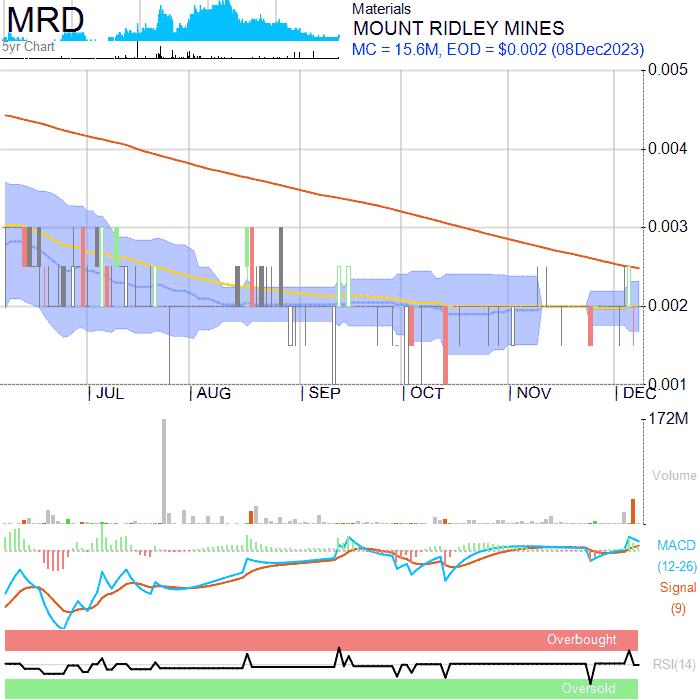 MRD
5yr Chart
Materials
MOUNT RIDLEY MINES
MC = 15.6M, EOD = $0.002 (08Dec2023)
0.005
0.004
0.003
0.002
0.001
JUL AUG SEP OCT NOV DEC
172M
Volume
MACD
(12-26)
Signal
(9)
Overbought
RSI(14)
Oversold